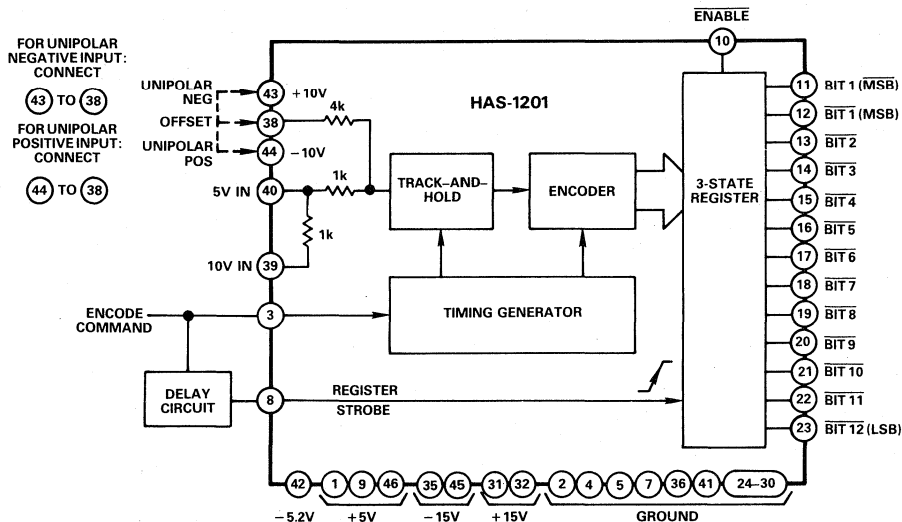 ENABLE
10
FOR UNIPOLAR
NEGATIVE INPUT:
CONNECT
43 TO 38
FOR UNIPOLAR
POSITIVE INPUT:
CONNECT
44 TO 38
UNIPOLAR
NEG
43
+10V
OFFSET
38
4k
UNIPOLAR
POS
44
−10V
5V IN
40
1k
1k
10V IN
39
HAS-1201
TRACK-AND-
HOLD
ENCODER
3-STATE
REGISTER
ENCODE
COMMAND
3
TIMING GENERATOR
DELAY
CIRCUIT
8
REGISTER
STROBE
11 BIT 1 (MSB)
12 BIT 1 (MSB)
13 BIT 2
14 BIT 3
15 BIT 4
16 BIT 5
17 BIT 6
18 BIT 7
19 BIT 8
20 BIT 9
21 BIT 10
22 BIT 11
23 BIT 12 (LSB)
42 1 9 46 35 45 31 32 2 4 5 7 36 41 24-30
−5.2V +5V −15V +15V GROUND